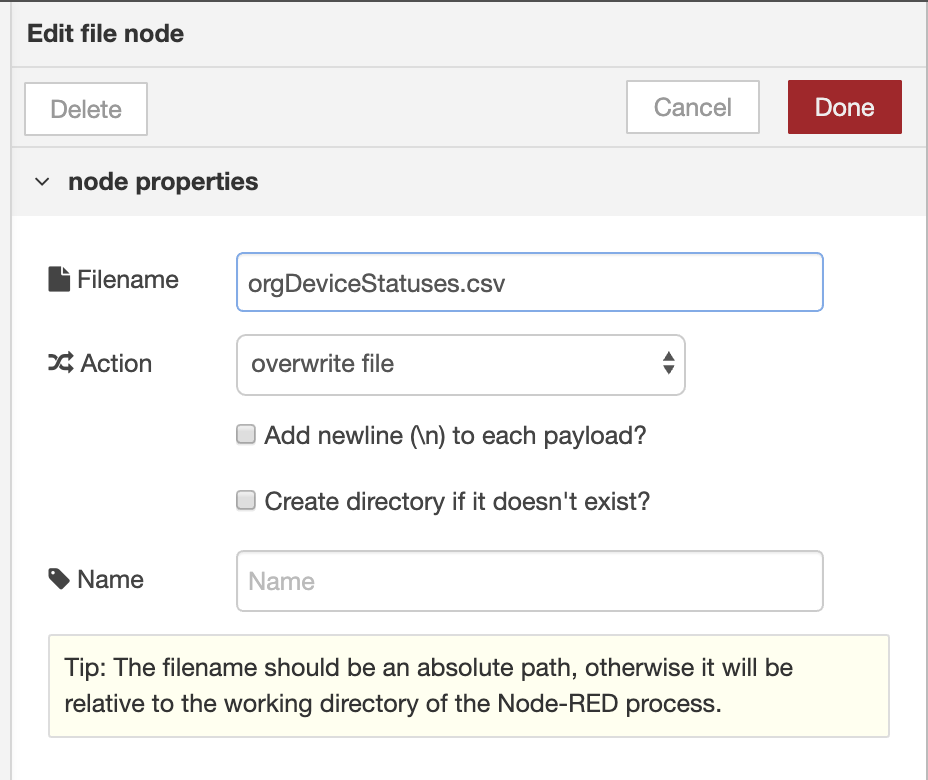 Edit file node
Delete
Cancel
Done
node properties
Filename
orgDeviceStatuses.csv
Action
overwrite file
Add newline (\n) to each payload?
Create directory if it doesn't exist?
Name
Name
Tip: The filename should be an absolute path, otherwise it will be
relative to the working directory of the Node-RED process.